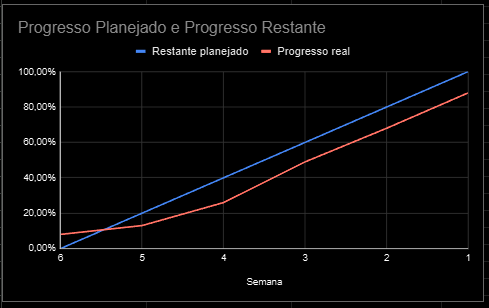 Progresso Planejado e Progresso Restante
Restante planejado
Progresso real
100,00%
80,00%
60,00%
40,00%
20,00%
0,00%
6 5 4 3 2 1
Semana